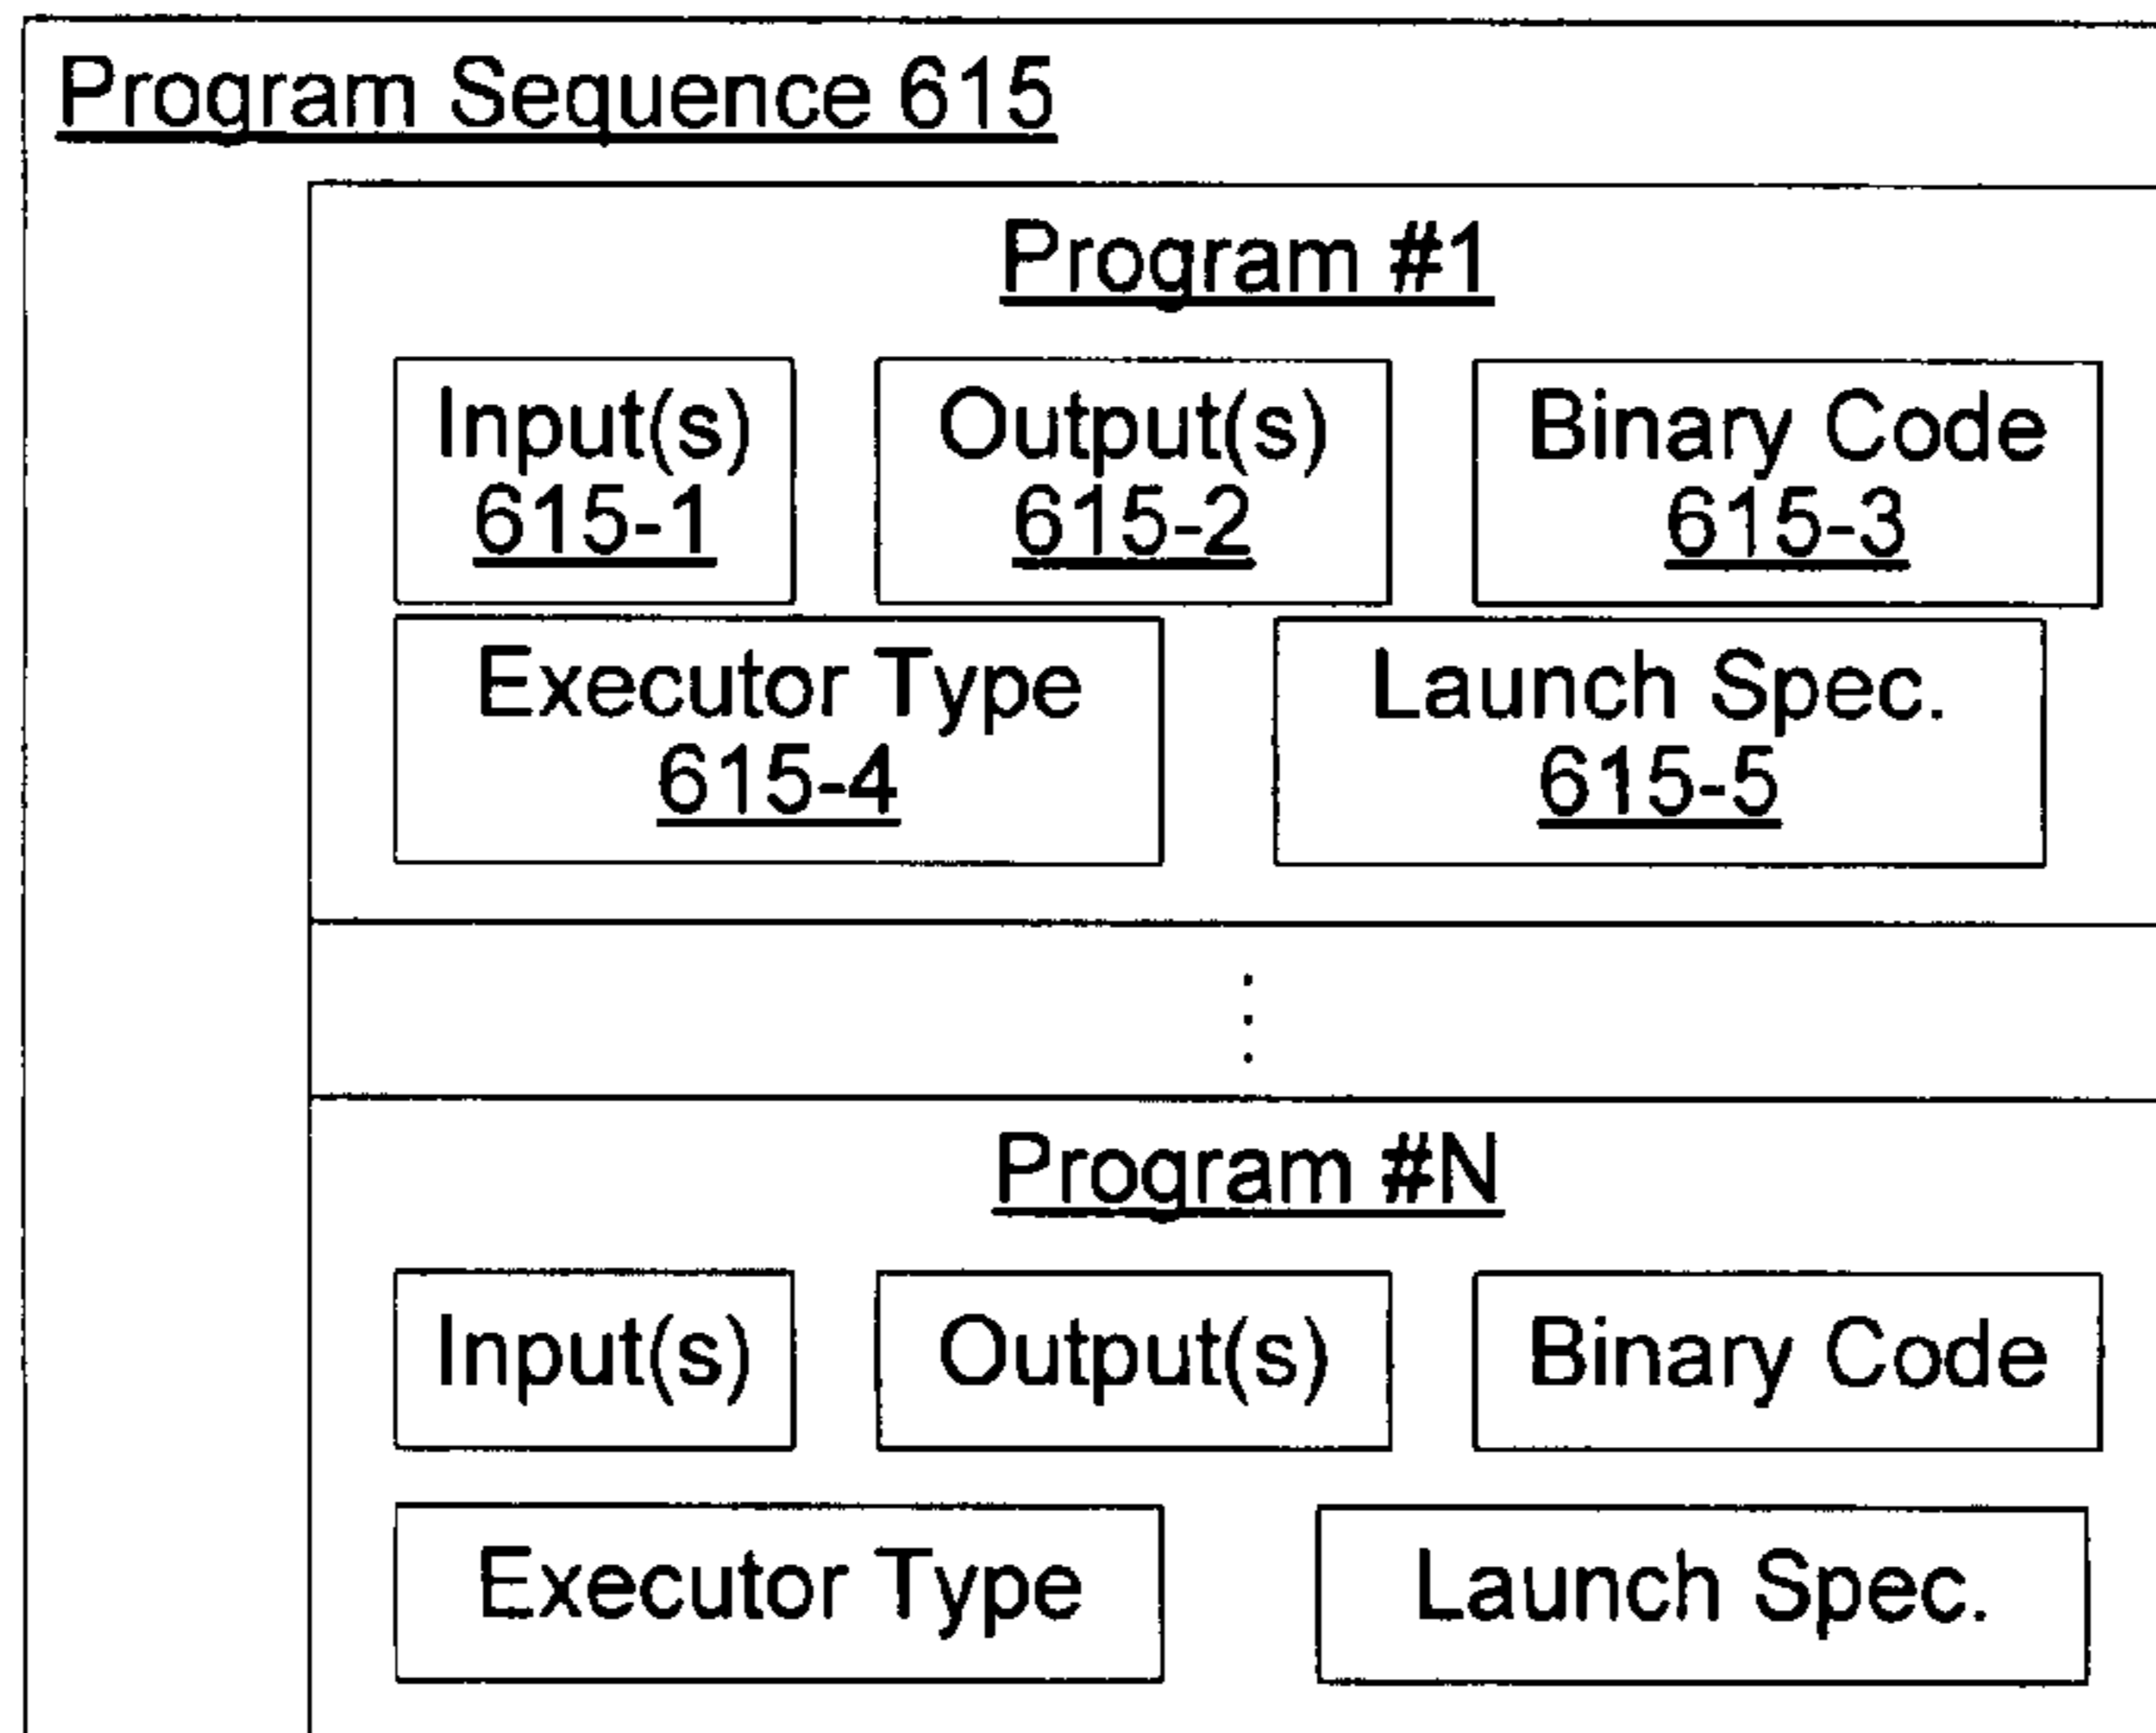 Program Sequence 615
Program #1
Input(s)
615-1
Output(s)
615-2
Binary Code
615-3
Executor Type
615-4
Launch Spec.
615-5
Program #N
Input(s)
Output(s)
Binary Code
Executor Type
Launch Spec.